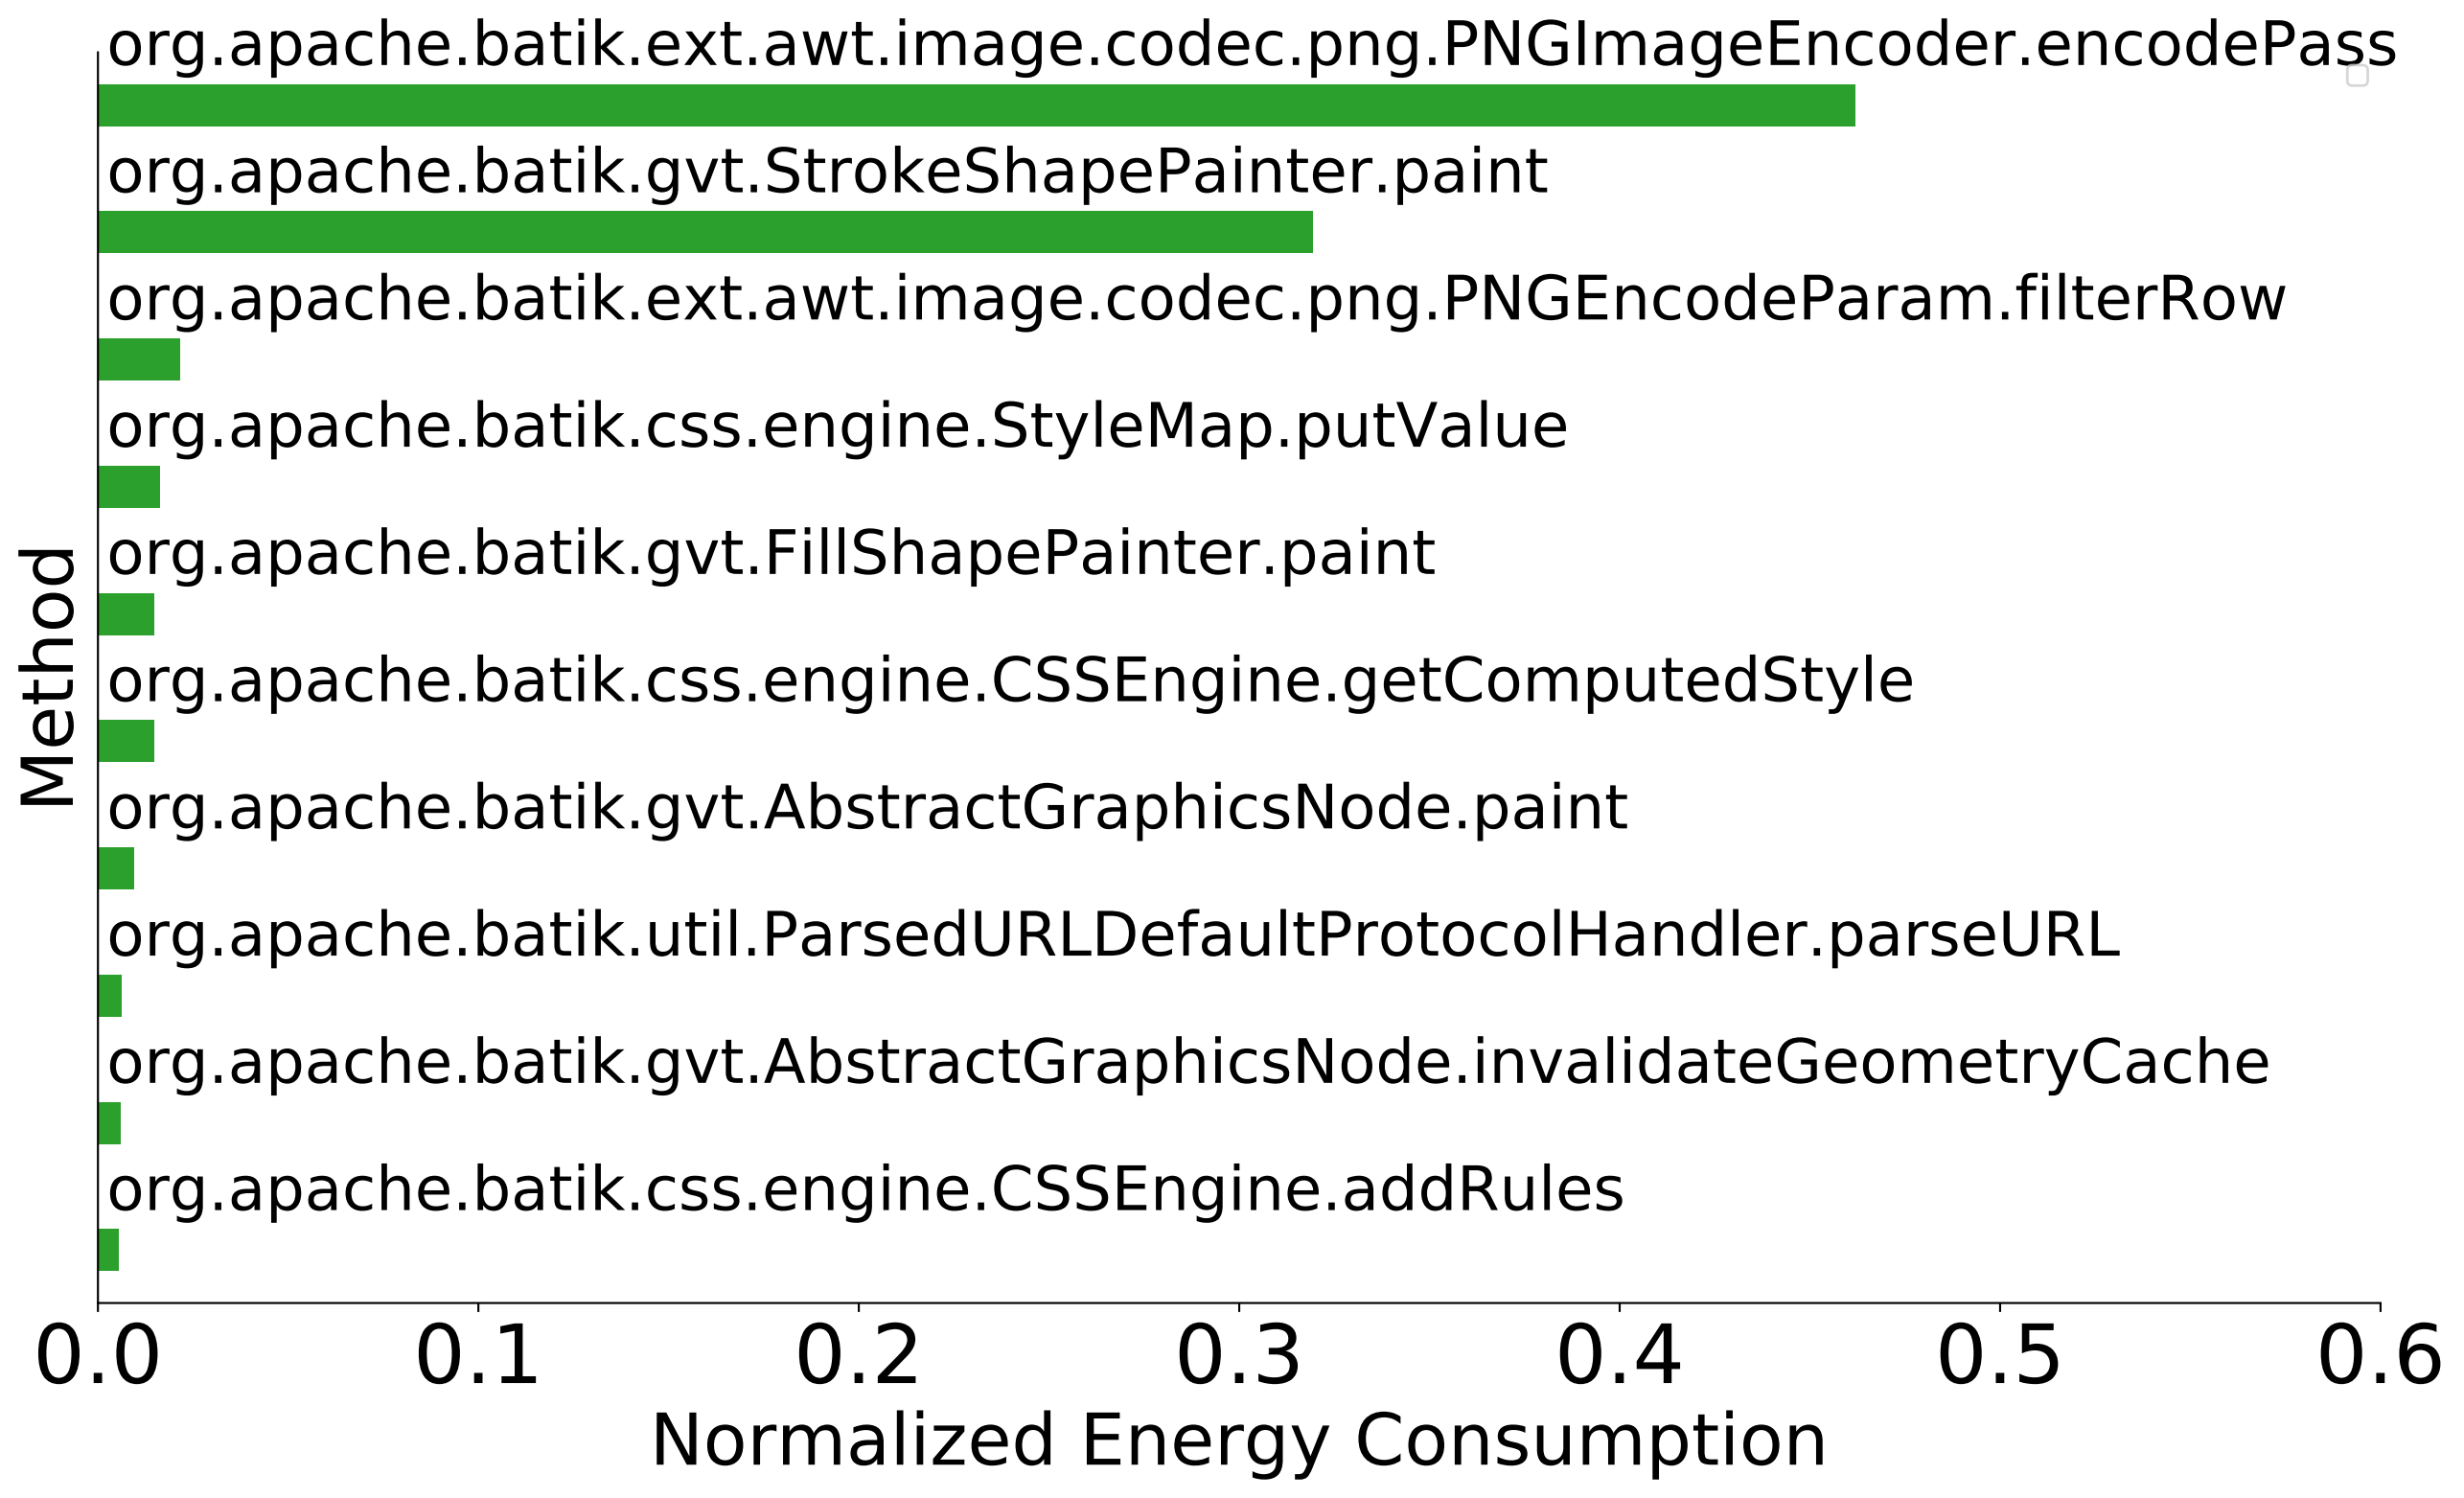 org.apache.batik.ext.awt.image.codec.png.PNGImageEncoder.encodePass
org.apache.batik.gvt.StrokeShapePainter.paint
org.apache.batik.ext.awt.image.codec.png.PNGEncodeParam.filterRow
org.apache.batik.css.engine.StyleMap.putValue
org.apache.batik.gvt.FillShapePainter.paint
org.apache.batik.css.engine.CSSEngine.getComputedStyle
org.apache.batik.gvt.AbstractGraphicsNode.paint
org.apache.batik.util.ParsedURLDefaultProtocolHandler.parseURL
org.apache.batik.gvt.AbstractGraphicsNode.invalidateGeometryCache
org.apache.batik.css.engine.CSSEngine.addRules
Method
0.0 0.1 0.2 0.3 0.4 0.5 0.6
Normalized Energy Consumption